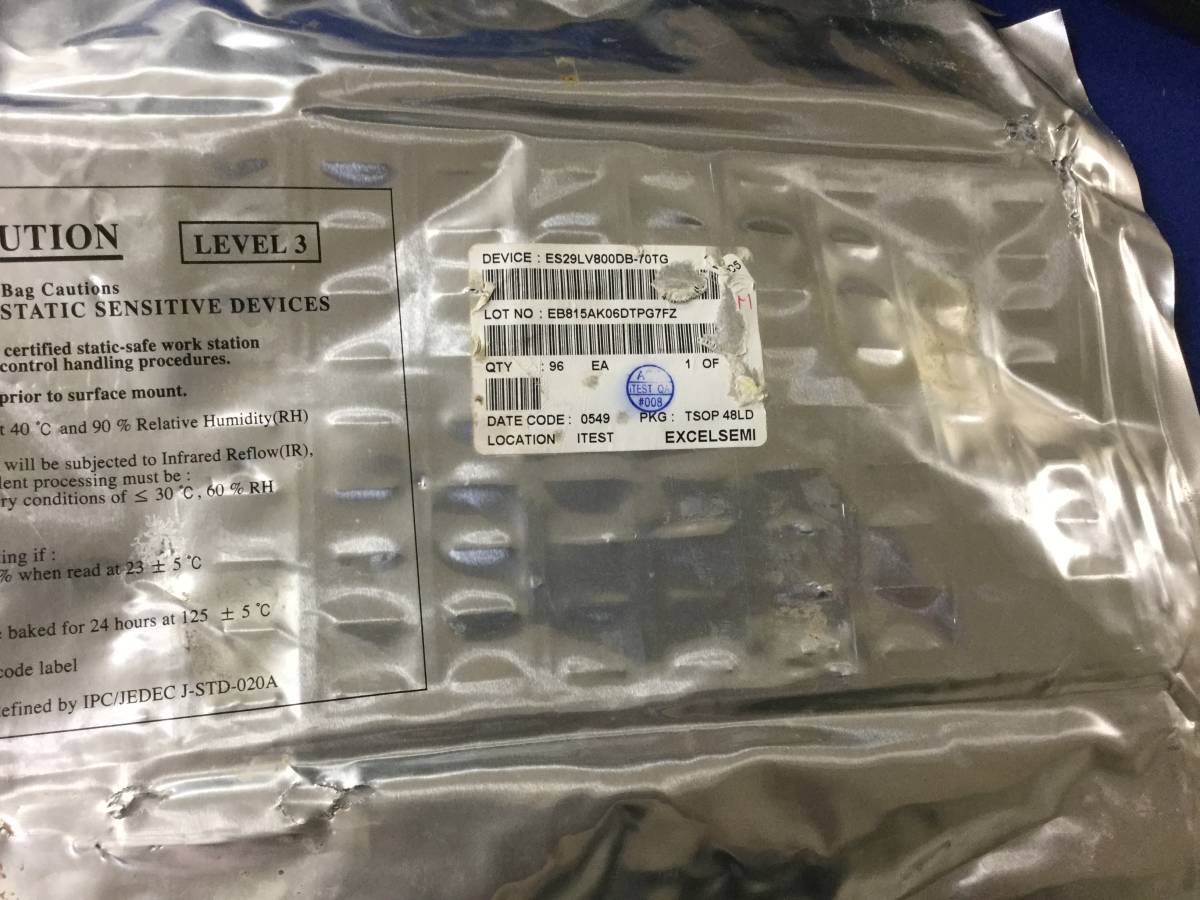 UTION
LEVEL 3
Bag Cautions
STATIC SENSITIVE DEVICES
certified static-safe work station
control handling procedures.
prior to surface mount.
t 40 ℃ and 90 % Relative Humidity(RH)
will be subjected to Infrared Reflow(IR),
lent processing must be :
ry conditions of ≤ 30 ℃, 60 % RH
ing if :
% when read at 23 ± 5 ℃
baked for 24 hours at 125 ± 5 ℃
code label
efined by IPC/JEDEC J-STD-020A
DEVICE : ES29LV800DB-70TG
LOT NO : EB815AK06DTPG7FZ
QTY : 96 EA 1 OF
TEST QA
#008
DATE CODE : 0549 PKG : TSOP 48LD
LOCATION ITEST EXCELSEMI